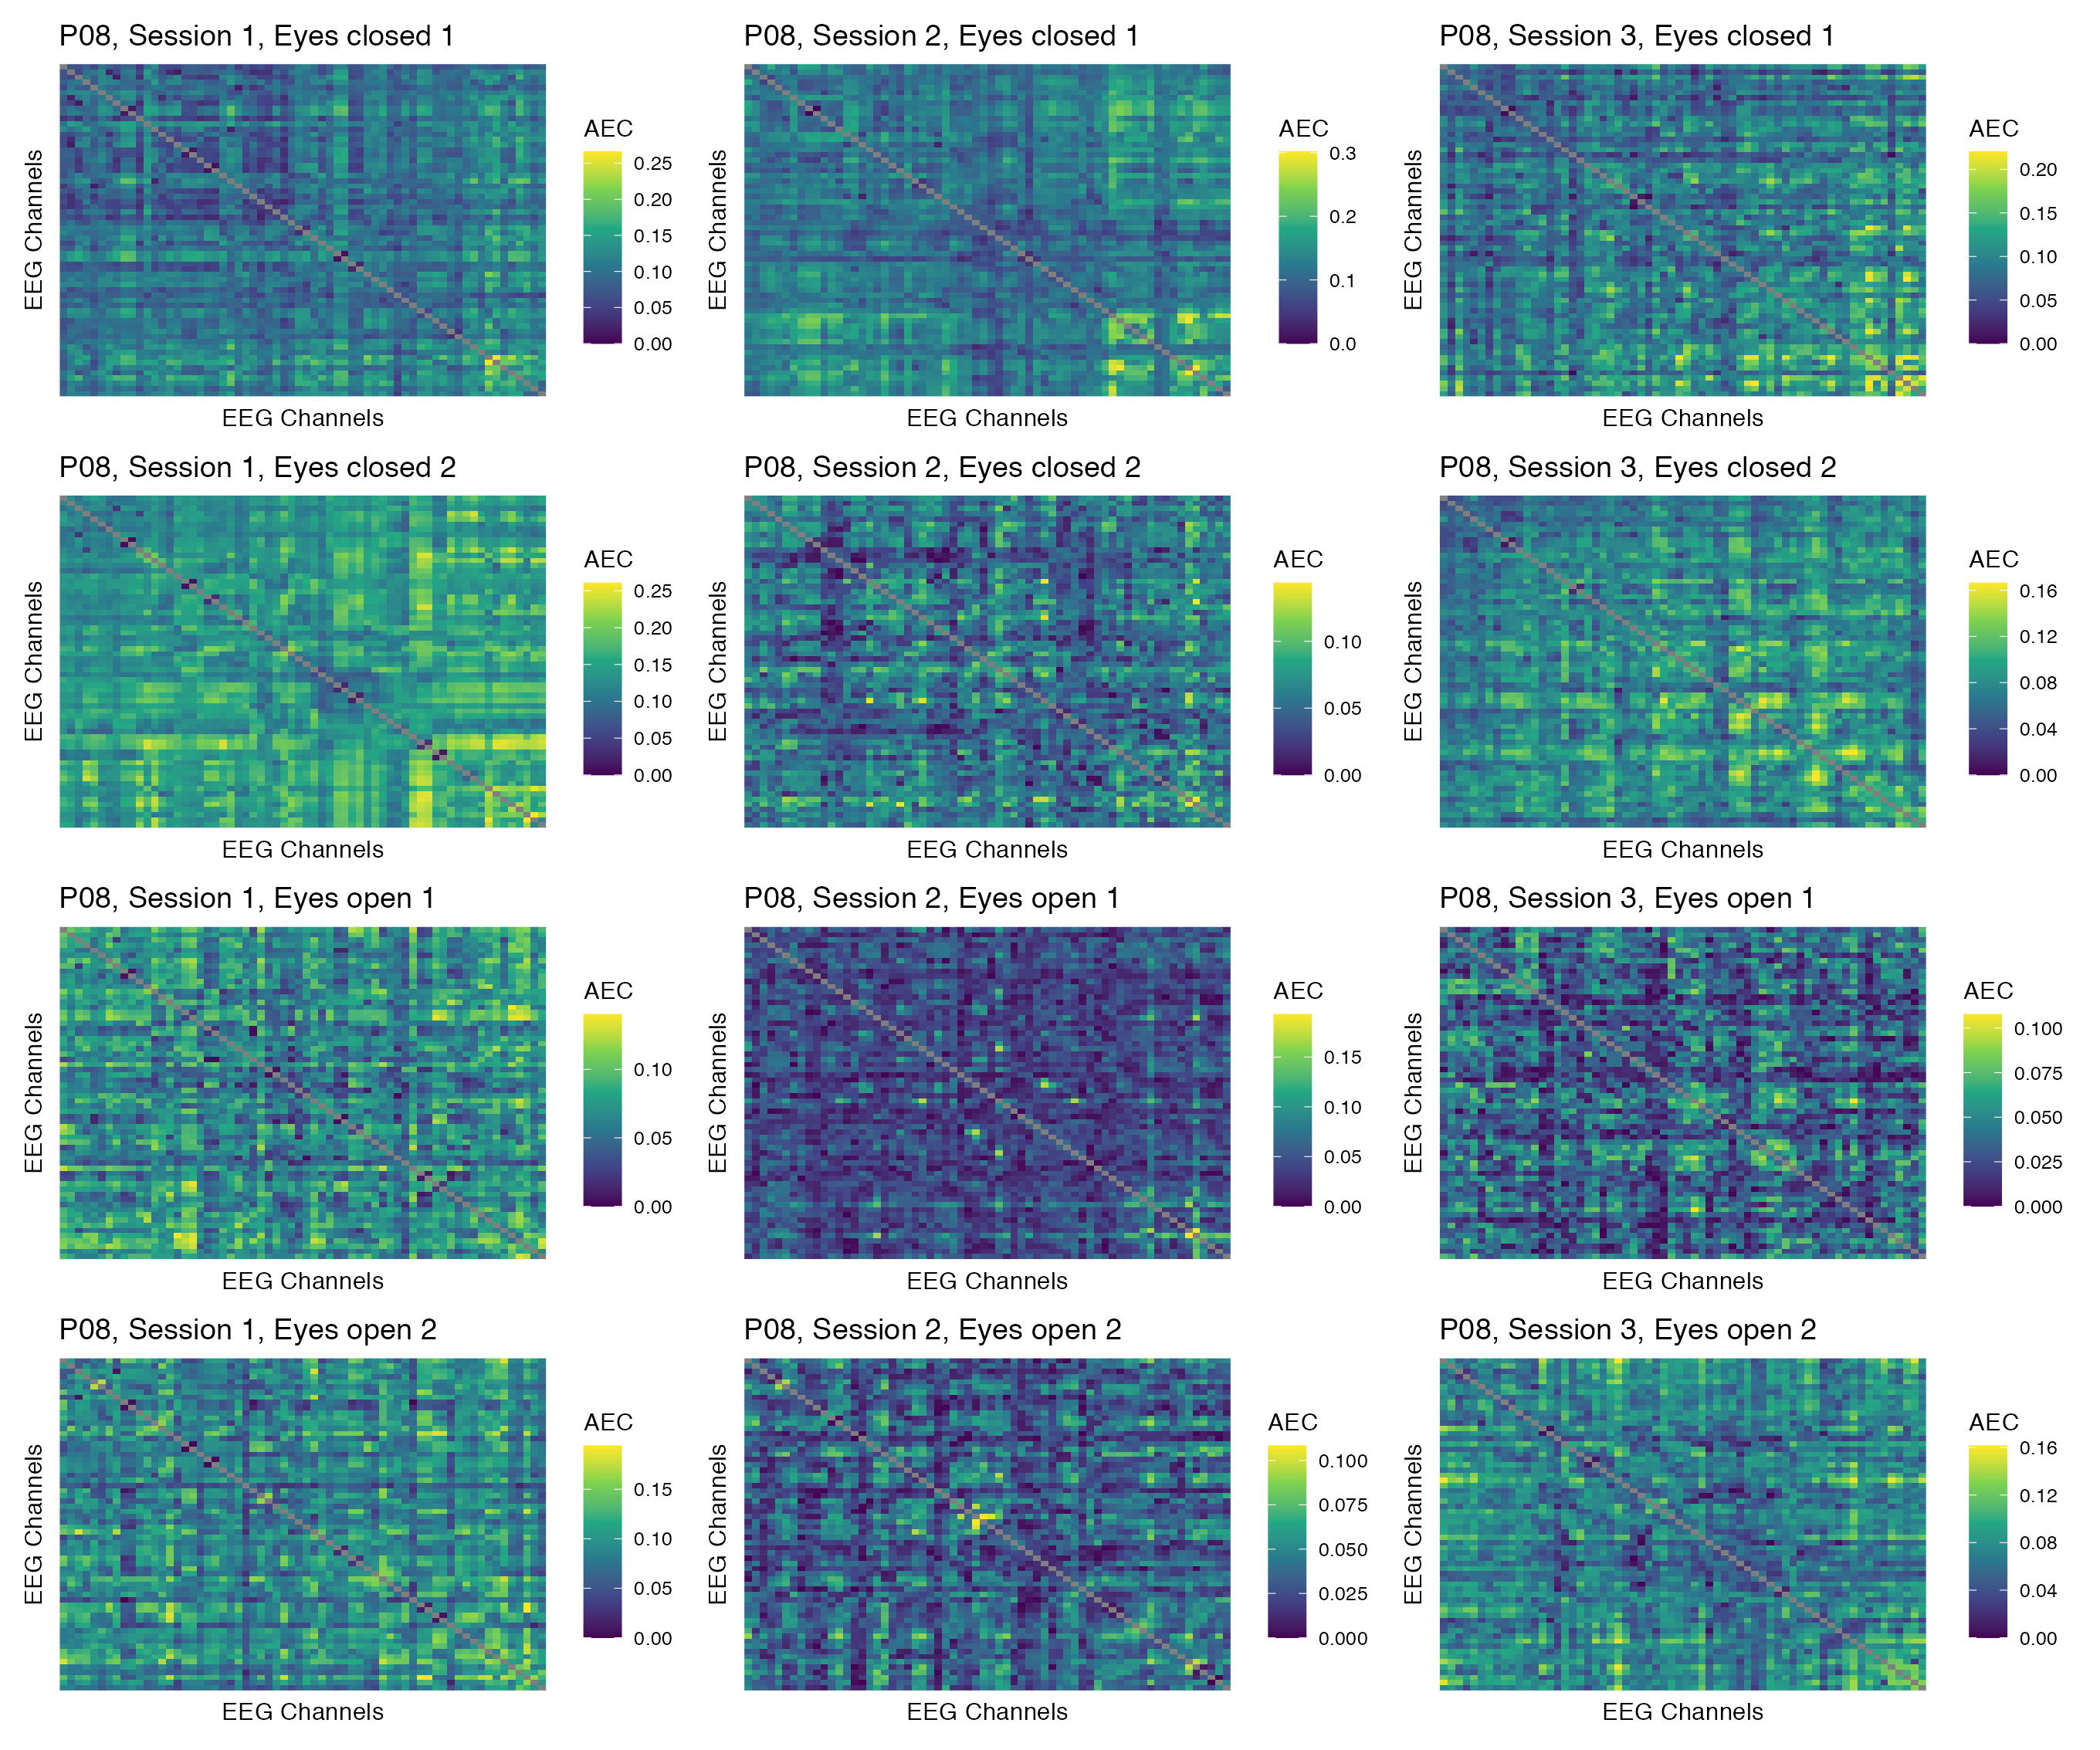 P08, Session 1, Eyes closed 1
EEG Channels
EEG Channels
AEC
0.25
0.20
0.15
0.10
0.05
0.00
P08, Session 2, Eyes closed 1
EEG Channels
EEG Channels
AEC
0.3
0.2
0.1
0.0
P08, Session 3, Eyes closed 1
EEG Channels
EEG Channels
AEC
0.20
0.15
0.10
0.05
0.00
P08, Session 1, Eyes closed 2
EEG Channels
EEG Channels
AEC
0.25
0.20
0.15
0.10
0.05
0.00
P08, Session 2, Eyes closed 2
EEG Channels
EEG Channels
AEC
0.10
0.05
0.00
P08, Session 3, Eyes closed 2
EEG Channels
EEG Channels
AEC
0.16
0.12
0.08
0.04
0.00
P08, Session 1, Eyes open 1
EEG Channels
EEG Channels
AEC
0.10
0.05
0.00
P08, Session 2, Eyes open 1
EEG Channels
EEG Channels
AEC
0.15
0.10
0.05
0.00
P08, Session 3, Eyes open 1
EEG Channels
EEG Channels
AEC
0.100
0.075
0.050
0.025
0.000
P08, Session 1, Eyes open 2
EEG Channels
EEG Channels
AEC
0.15
0.10
0.05
0.00
P08, Session 2, Eyes open 2
EEG Channels
EEG Channels
AEC
0.100
0.075
0.050
0.025
0.000
P08, Session 3, Eyes open 2
EEG Channels
EEG Channels
AEC
0.16
0.12
0.08
0.04
0.00